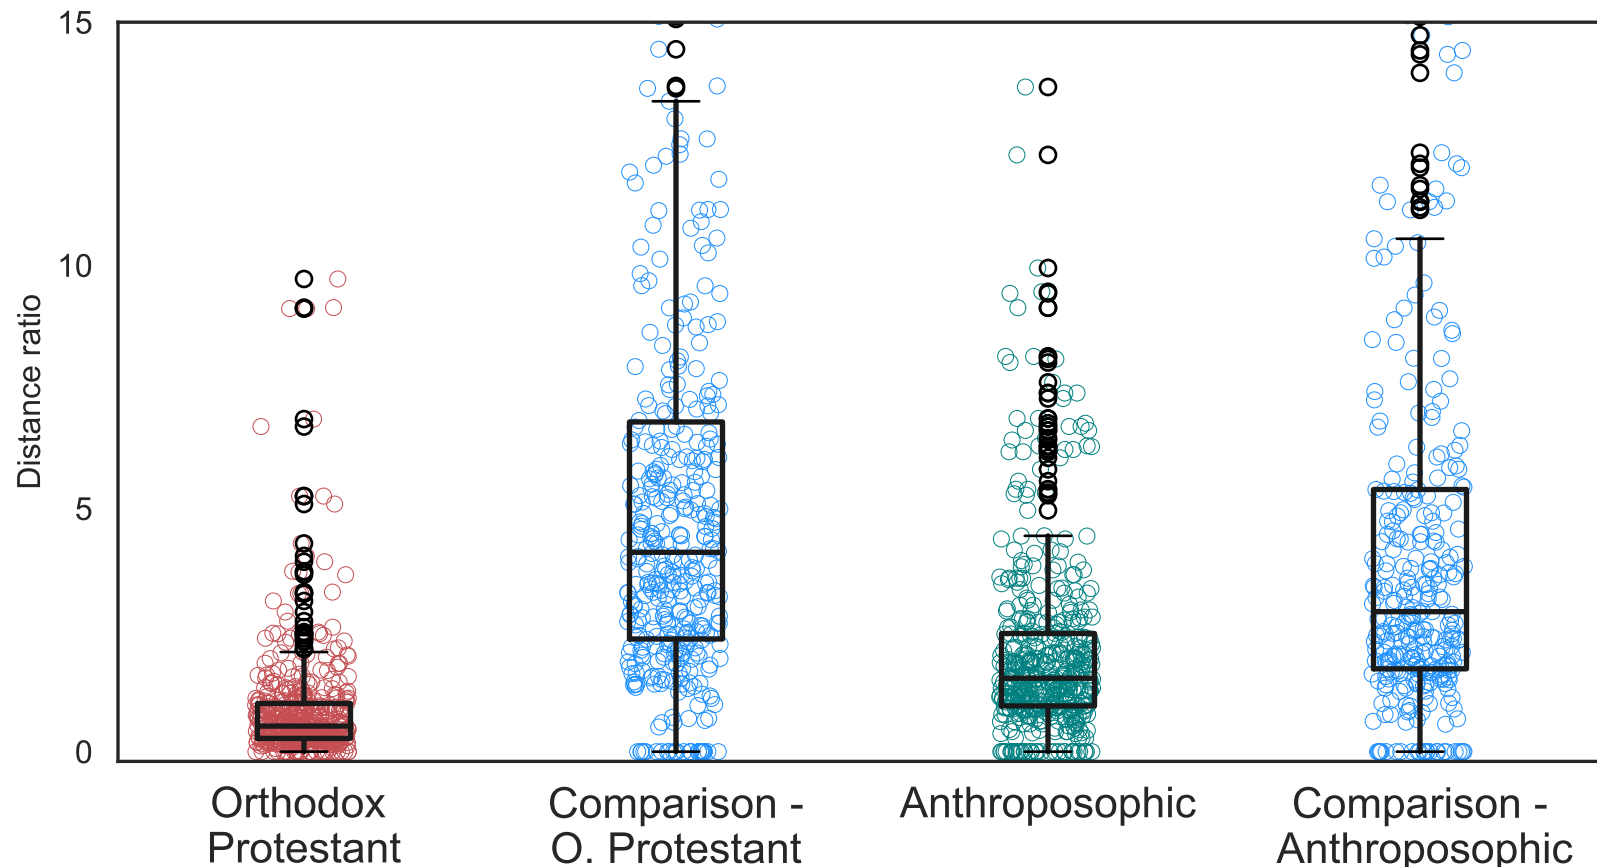 15
10
5
0
Distance ratio
Orthodox
Protestant
Comparison -
O. Protestant
Anthroposophic
Comparison -
Anthroposophic